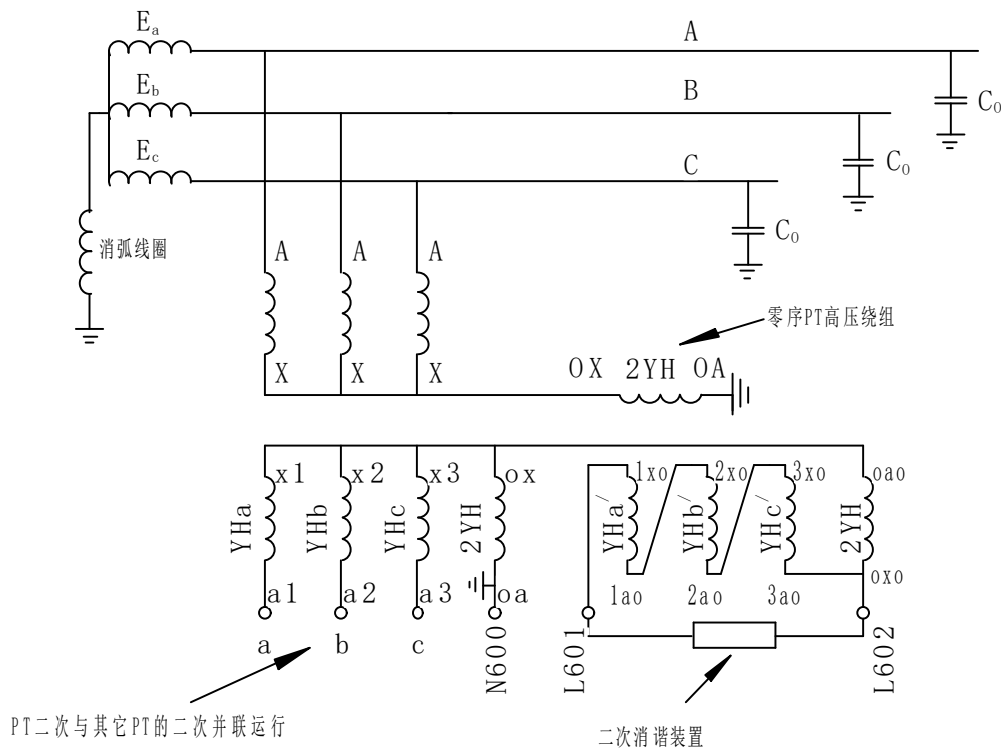 Ea
A
Eb
B
C₀
Ec
C
C₀
消弧线圈
C₀
A A A
零序PT高压绕组
X X X
OX 2YH OA
x1 x2 x3 ox
1xo 2xo 3xo oao
YHa YHb YHc 2YH
YHa′ YHb′ YHc′ 2YH
oxo
a1 a2 a3 oa
1ao 2ao 3ao
a b c
N600 L601 L602
PT二次与其它PT的二次并联运行
二次消谐装置